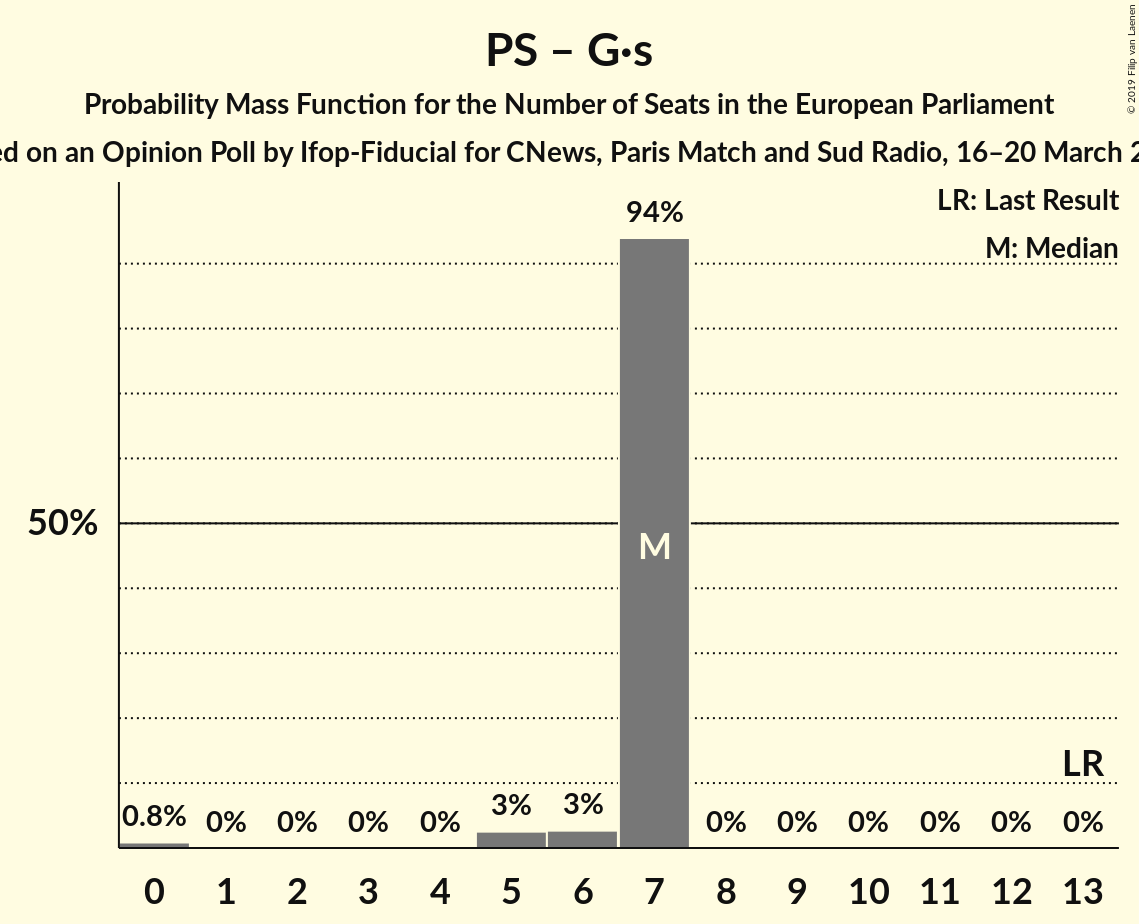 PS – G•s
Probability Mass Function for the Number of Seats in the European Parliament
on an Opinion Poll by Ifop-Fiducial for CNews, Paris Match and Sud Radio, 16–20 March
© 2019 Filip van Laenen
LR: Last Result
M: Median
94%
50%
M
LR
0.8% 0% 0% 0% 0% 3% 3% 0% 0% 0% 0% 0% 0%
0 1 2 3 4 5 6 7 8 9 10 11 12 13